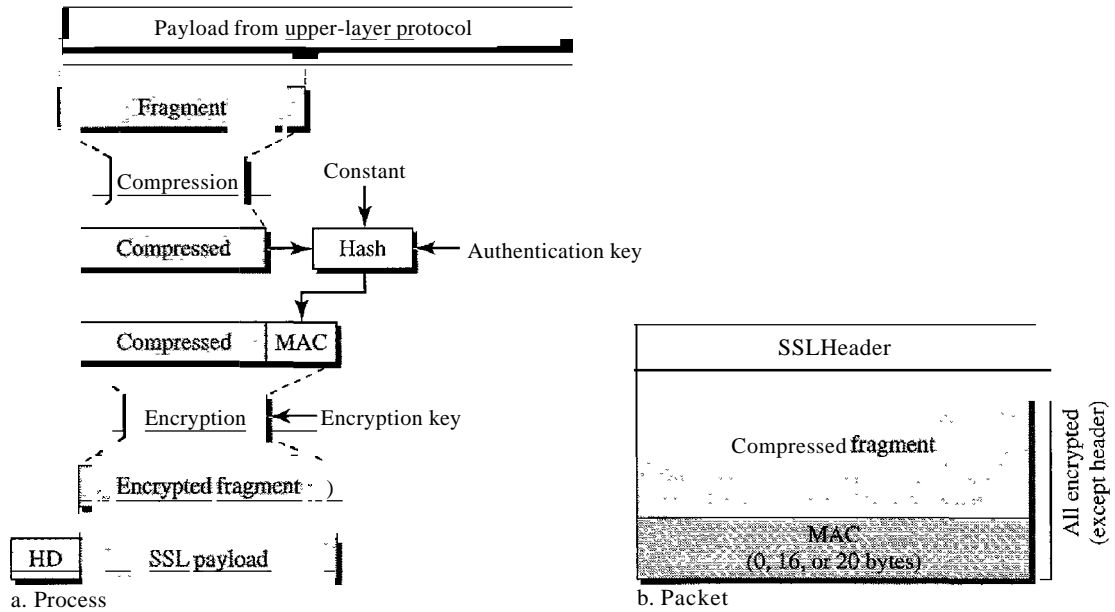 Payload from upper-layer protocol
Fragment
Compression
Constant
Compressed
Hash
Authentication key
Compressed
MAC
Encryption
Encryption key
Encrypted fragment )
HD
SSL payload
a. Process
SSLHeader
Compressed fragment
MAC
(0, 16, or 20 bytes)
All encrypted
(except header)
b. Packet